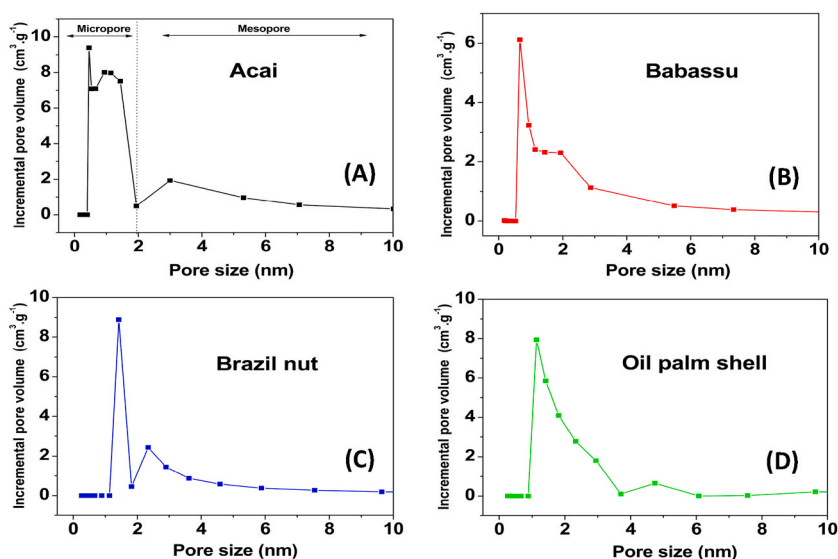 Micropore
Mesopore
Acai
(A)
Incremental pore volume (cm³.g⁻¹)
10
8
6
4
2
0
0 2 4 6 8 10
Pore size (nm)
Babassu
(B)
Incremental pore volume (cm³.g⁻¹)
6
4
2
0
0 2 4 6 8 10
Pore size (nm)
Brazil nut
(C)
Incremental pore volume (cm³.g⁻¹)
10
8
6
4
2
0
0 2 4 6 8 10
Pore size (nm)
Oil palm shell
(D)
Incremental pore volume (cm³.g⁻¹)
10
8
6
4
2
0
0 2 4 6 8 10
Pore size (nm)